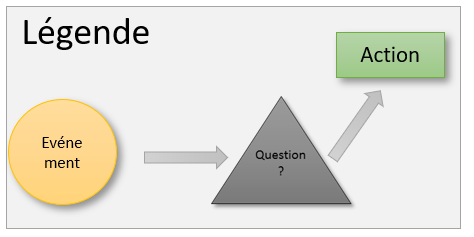 Légende
Action
Evéne
ment
Question
?